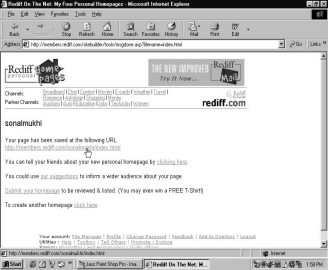 Rediff On The Net: My Free Personal Homepages - Microsoft Internet Explorer
File Edit View Favorites Tools Help
Back Stop Refresh Home Search Favorites History Mail Print Edit
Address http://members.rediff.com/sitebuilder/tools/imgdone.asp?filename=index.html Go Links
Rediff personal home pages
THE NEW IMPROVED Rediff Mail
Try It Now...
Channels:
Partner Channels:
rediff.com
sonalmukhi
Your page has been saved at the following URL
http://members.rediff.com/sonalmukhi/index.html
You can tell your friends about your new personal homepage by clicking here.
You could use our suggestions to inform a wider audience about your page.
Submit your homepage to be reviewed & listed. (You may even win a FREE T-Shirt!)
To create another homepage click here.
Your account: File Manager | Profile | Change Password | Feedback | Add to Directory | Logout
Utilities : Help | Toolbox | Tell Others | Promote / Explore
http://members.rediff.com/sonalmukhi/index.html Internet
Start Jasc Paint Shop Pro - Ima... Rediff On The Net: M... 1:58 PM